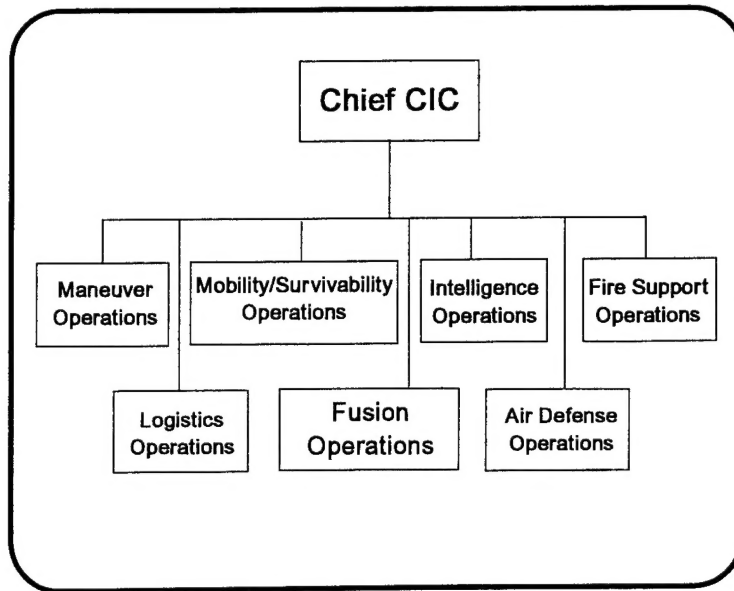 Chief CIC
Maneuver
Operations
Mobility/Survivability
Operations
Intelligence
Operations
Fire Support
Operations
Logistics
Operations
Fusion
Operations
Air Defense
Operations